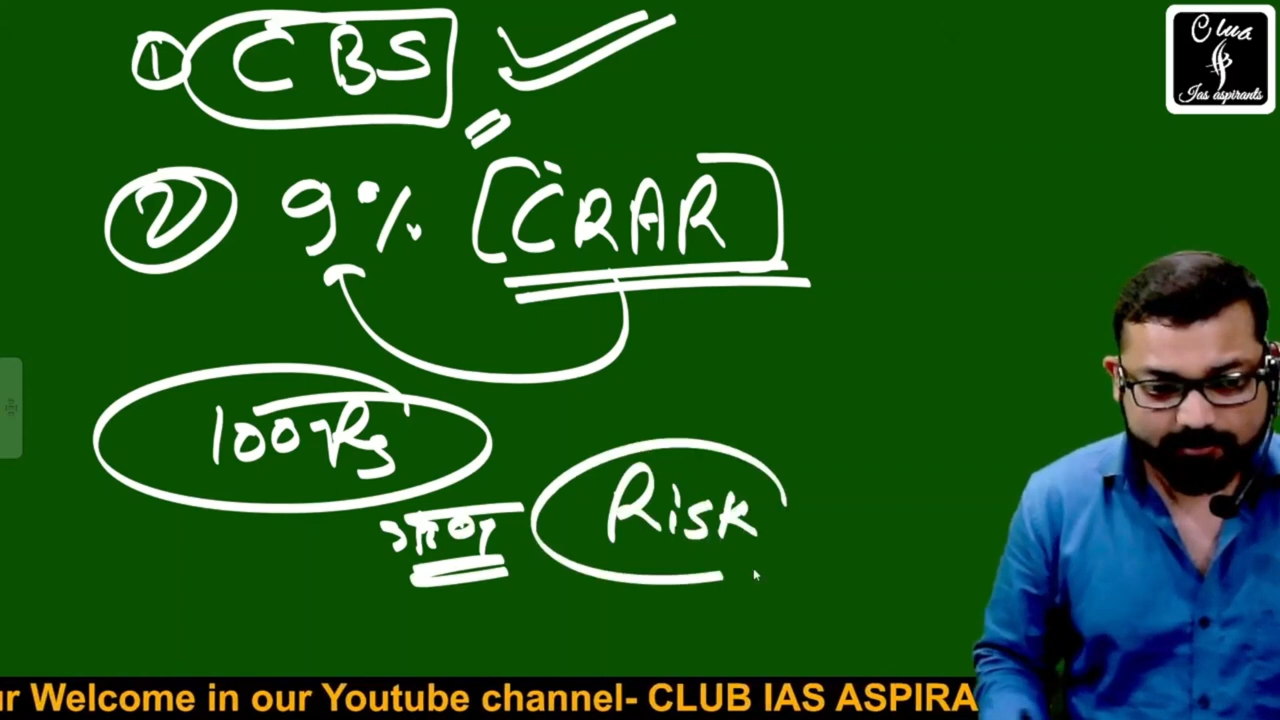 ① CBS
② 9% [CRAR]
100 Rs
ऋण Risk
Club
Ias aspirants
ur Welcome in our Youtube channel- CLUB IAS ASPIRA